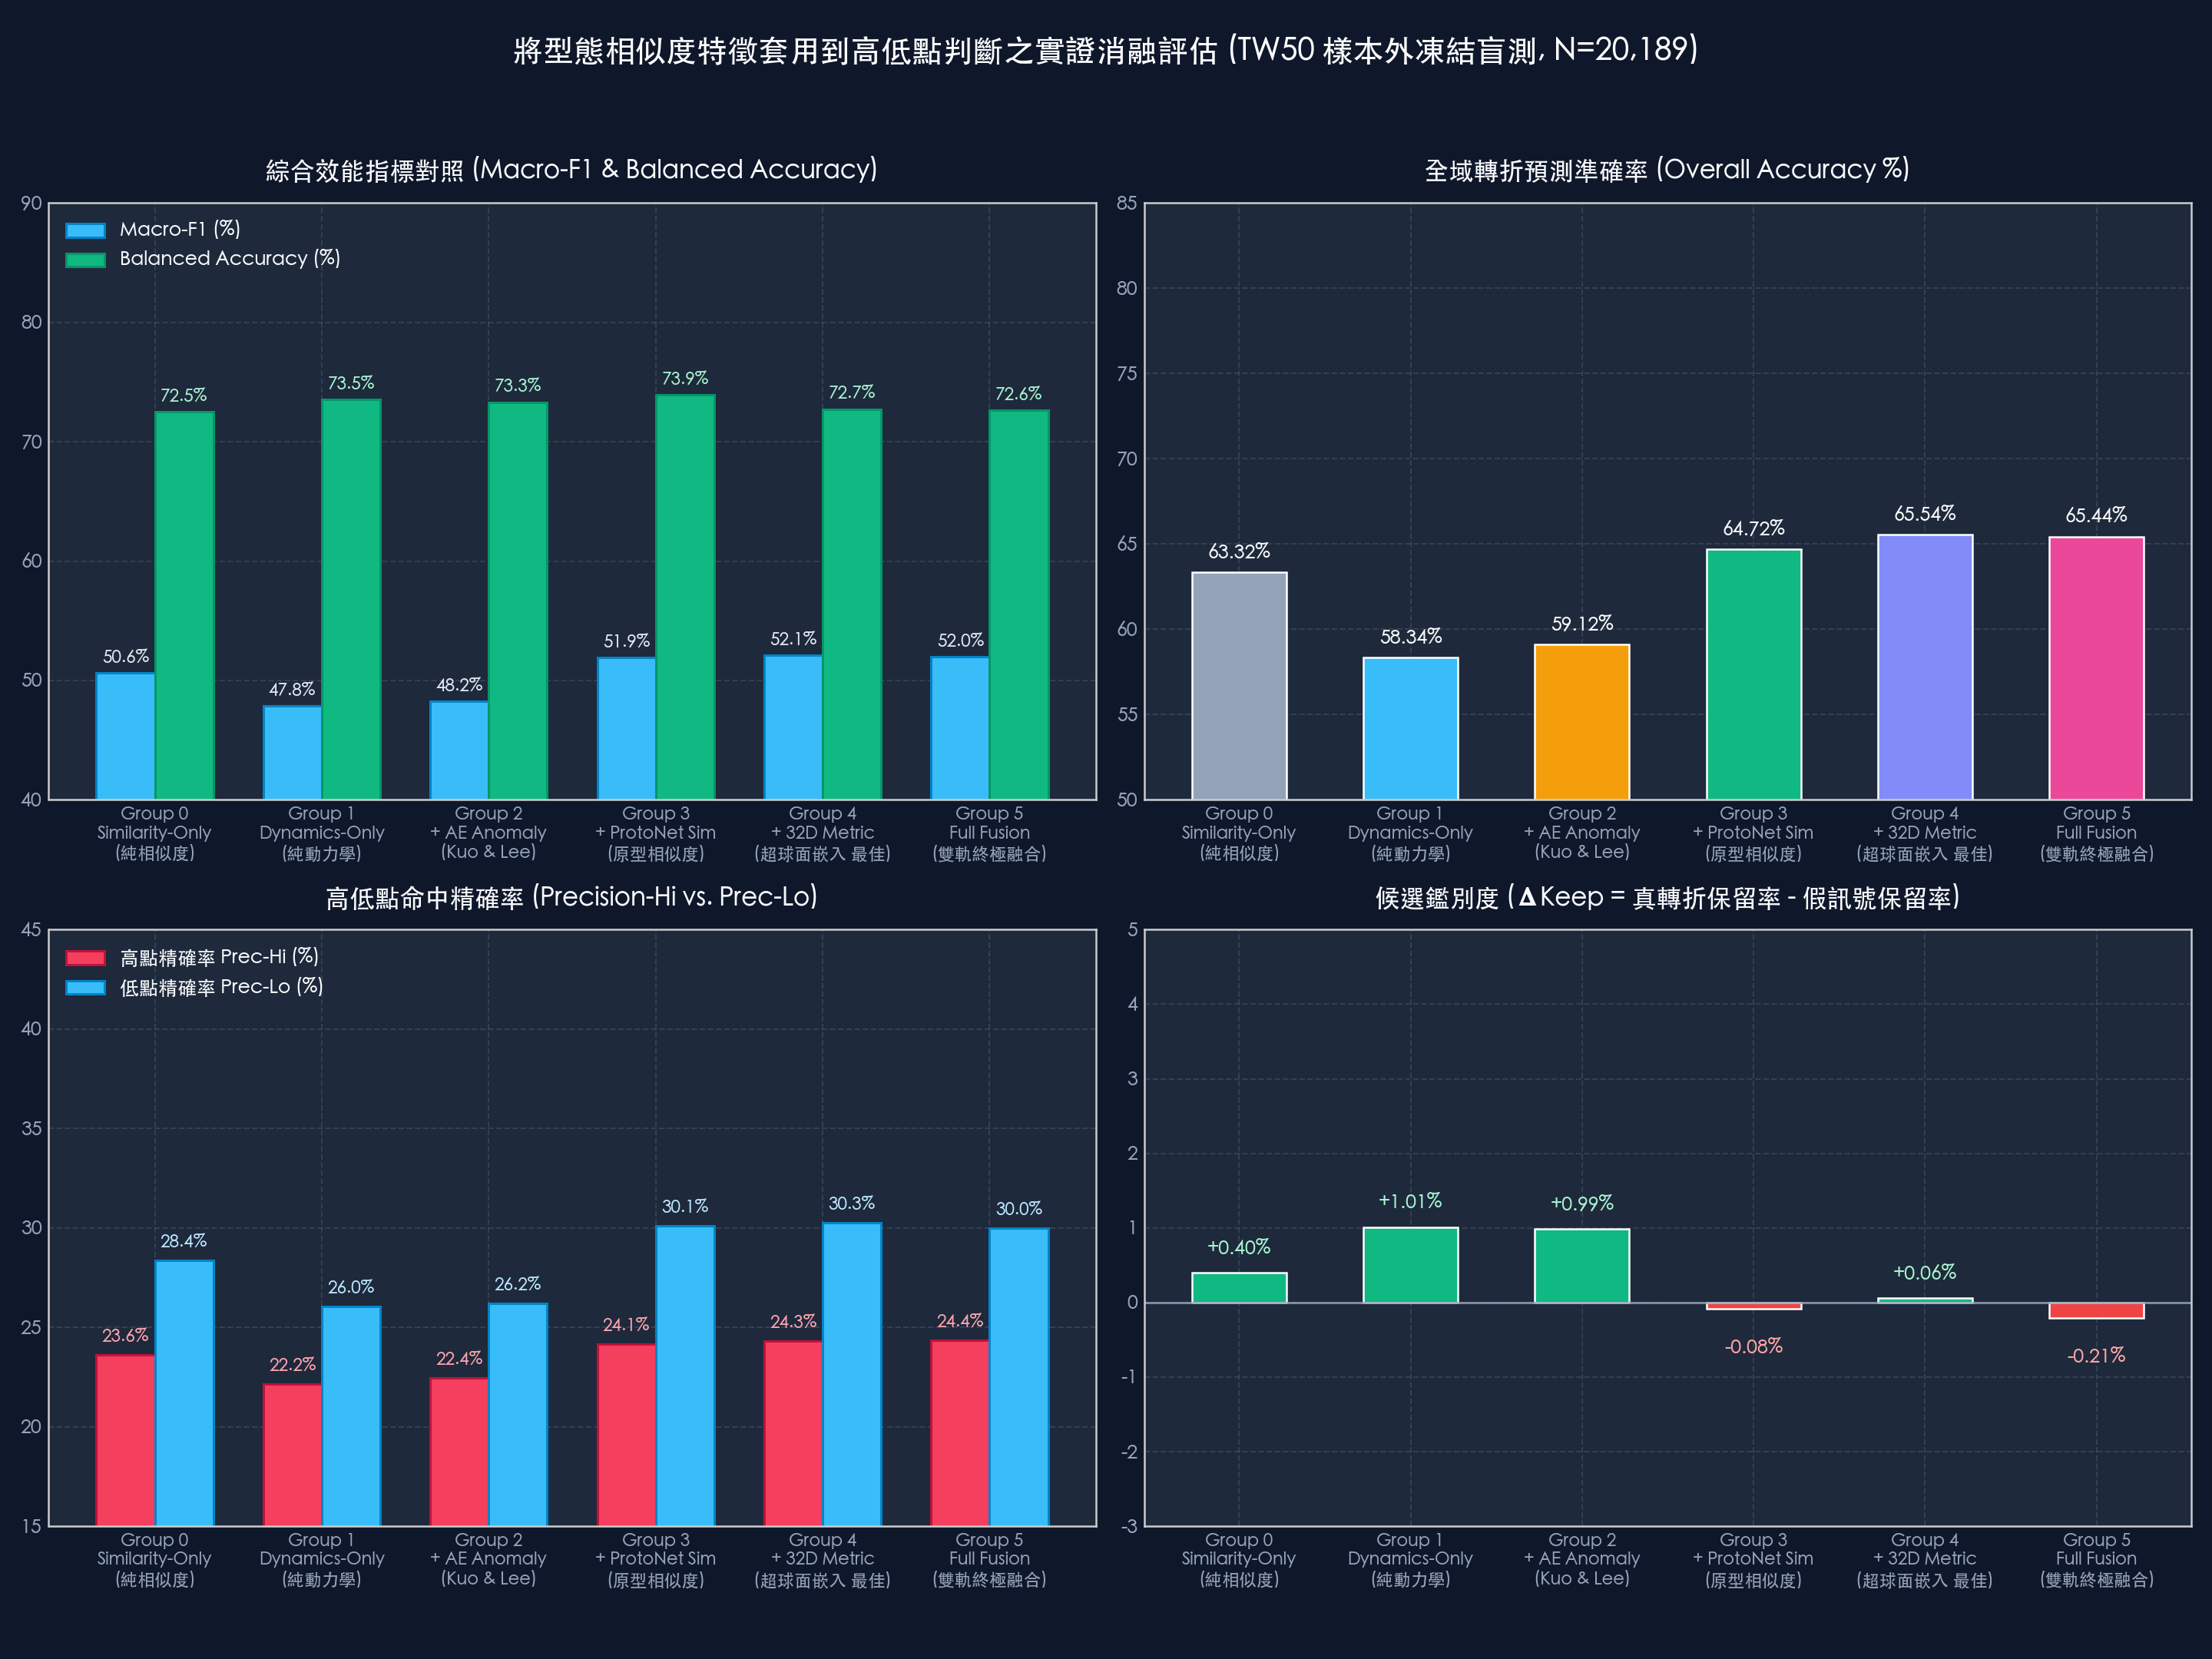 將型態相似度特徵套用到高低點判斷之實證消融評估 (TW50 樣本外凍結盲測, N=20,189)
綜合效能指標對照 (Macro-F1 & Balanced Accuracy)
Macro-F1 (%)
Balanced Accuracy (%)
90
80
70
60
50
40
72.5%
73.5%
73.3%
73.9%
72.7%
72.6%
50.6%
47.8%
48.2%
51.9%
52.1%
52.0%
Group 0
Similarity-Only
(純相似度)
Group 1
Dynamics-Only
(純動力學)
Group 2
+ AE Anomaly
(Kuo & Lee)
Group 3
+ ProtoNet Sim
(原型相似度)
Group 4
+ 32D Metric
(超球面嵌入 最佳)
Group 5
Full Fusion
(雙軌終極融合)
全域轉折預測準確率 (Overall Accuracy %)
85
80
75
70
65
60
55
50
63.32%
58.34%
59.12%
64.72%
65.54%
65.44%
Group 0
Similarity-Only
(純相似度)
Group 1
Dynamics-Only
(純動力學)
Group 2
+ AE Anomaly
(Kuo & Lee)
Group 3
+ ProtoNet Sim
(原型相似度)
Group 4
+ 32D Metric
(超球面嵌入 最佳)
Group 5
Full Fusion
(雙軌終極融合)
高低點命中精確率 (Precision-Hi vs. Prec-Lo)
高點精確率 Prec-Hi (%)
低點精確率 Prec-Lo (%)
45
40
35
30
25
20
15
23.6%
28.4%
22.2%
26.0%
22.4%
26.2%
24.1%
30.1%
24.3%
30.3%
24.4%
30.0%
Group 0
Similarity-Only
(純相似度)
Group 1
Dynamics-Only
(純動力學)
Group 2
+ AE Anomaly
(Kuo & Lee)
Group 3
+ ProtoNet Sim
(原型相似度)
Group 4
+ 32D Metric
(超球面嵌入 最佳)
Group 5
Full Fusion
(雙軌終極融合)
候選鑑別度 (Δ Keep = 真轉折保留率 - 假訊號保留率)
5
4
3
2
1
0
-1
-2
-3
+0.40%
+1.01%
+0.99%
-0.08%
+0.06%
-0.21%
Group 0
Similarity-Only
(純相似度)
Group 1
Dynamics-Only
(純動力學)
Group 2
+ AE Anomaly
(Kuo & Lee)
Group 3
+ ProtoNet Sim
(原型相似度)
Group 4
+ 32D Metric
(超球面嵌入 最佳)
Group 5
Full Fusion
(雙軌終極融合)